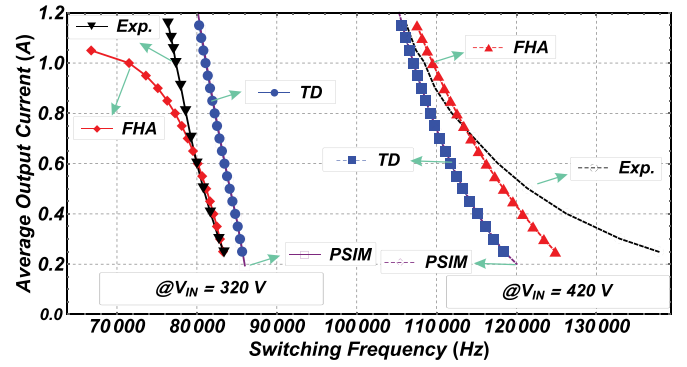 Average Output Current (A)
1.2
1.0
0.8
0.6
0.4
0.2
0.0
Exp.
FHA
TD
PSIM
@V_IN = 320 V
FHA
TD
Exp.
PSIM
@V_IN = 420 V
70 000 80 000 90 000 100 000 110 000 120 000 130 000
Switching Frequency (Hz)